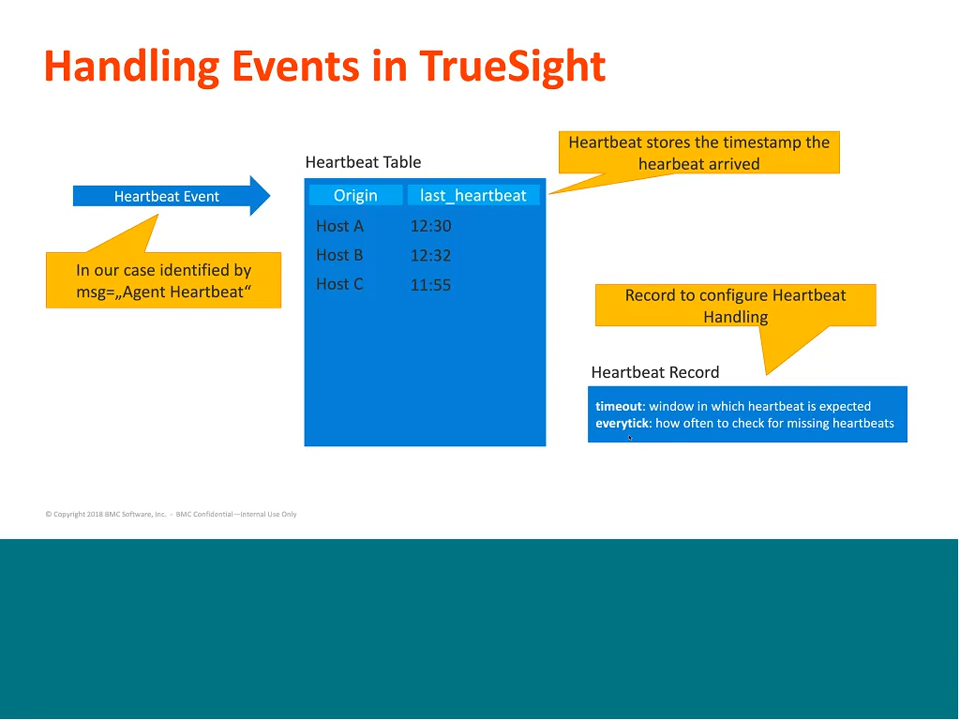 Handling Events in TrueSight
Heartbeat stores the timestamp the
hearbeat arrived
Heartbeat Table
Heartbeat Event
Origin last_heartbeat
Host A 12:30
Host B 12:32
Host C 11:55
In our case identified by
msg=„Agent Heartbeat“
Record to configure Heartbeat
Handling
Heartbeat Record
timeout: window in which heartbeat is expected
everytick: how often to check for missing heartbeats
© Copyright 2018 BMC Software, Inc. - BMC Confidential—Internal Use Only